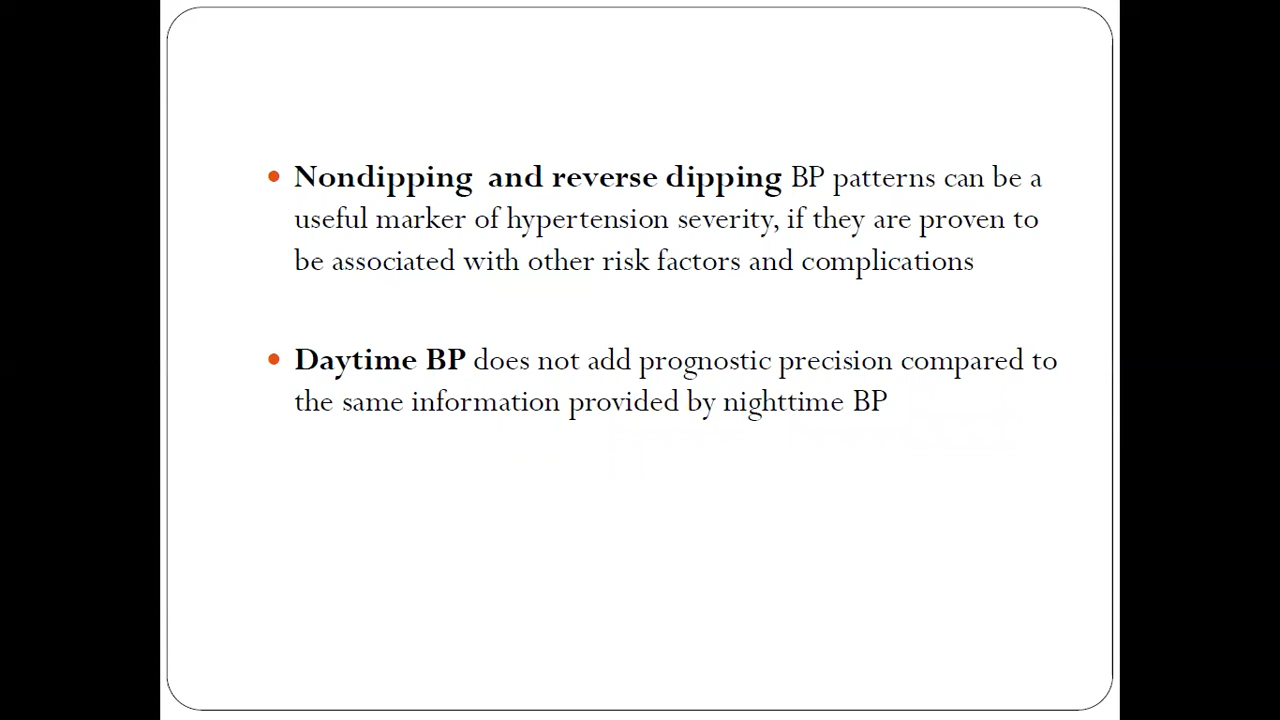 • Nondipping and reverse dipping BP patterns can be a
useful marker of hypertension severity, if they are proven to
be associated with other risk factors and complications
• Daytime BP does not add prognostic precision compared to
the same information provided by nighttime BP